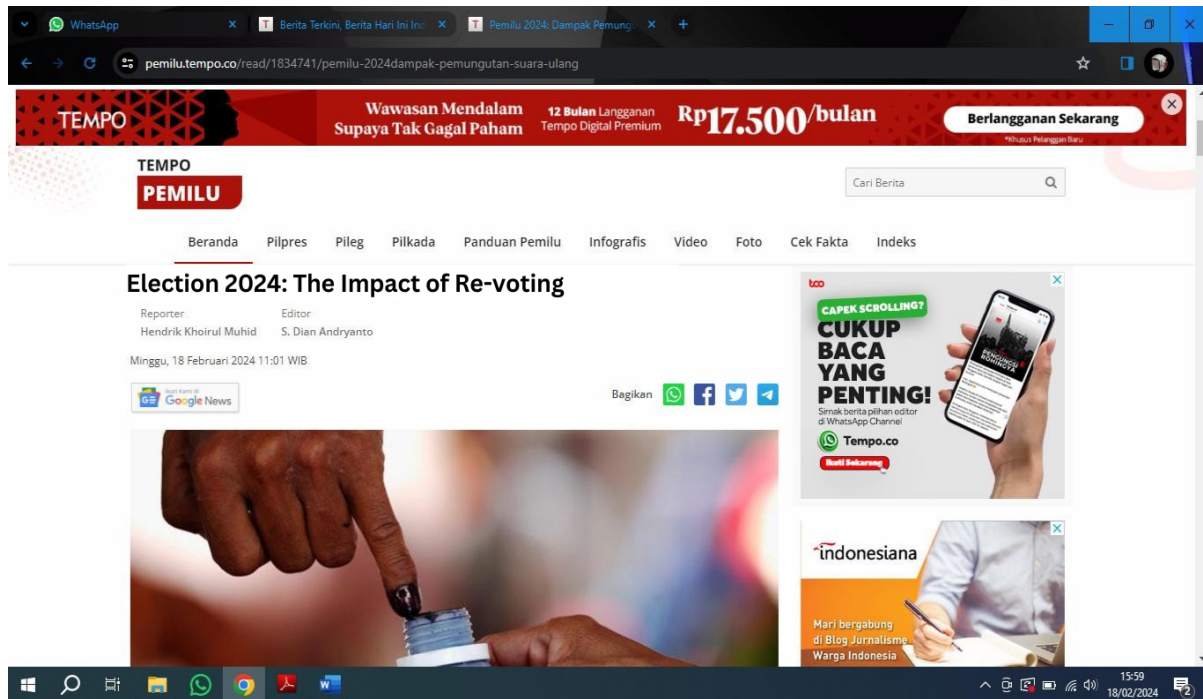 WhatsApp
Berita Terkini, Berita Hari Ini Ind
Pemilu 2024: Dampak Pemung
pemilu.tempo.co/read/1834741/pemilu-2024dampak-pemungutan-suara-ulang
TEMPO
Wawasan Mendalam
Supaya Tak Gagal Paham
12 Bulan Langganan
Tempo Digital Premium
Rp17.500/bulan
Berlangganan Sekarang
*Khusus Pelanggan Baru
TEMPO
PEMILU
Cari Berita
Beranda Pilpres Pileg Pilkada Panduan Pemilu Infografis Video Foto Cek Fakta Indeks
Election 2024: The Impact of Re-voting
Reporter Editor
Hendrik Khoirul Muhid S. Dian Andryanto
Minggu, 18 Februari 2024 11:01 WIB
Ikuti Kami di
Google News
Bagikan
CAPEK SCROLLING?
CUKUP
BACA
YANG
PENTING!
Simak berita pilihan editor
di WhatsApp Channel
Tempo.co
Ikuti Sekarang
PENGUNGSI
ROHINGYA
indonesiana
Mari bergabung
di Blog Jurnalisme
Warga Indonesia
15:59
18/02/2024